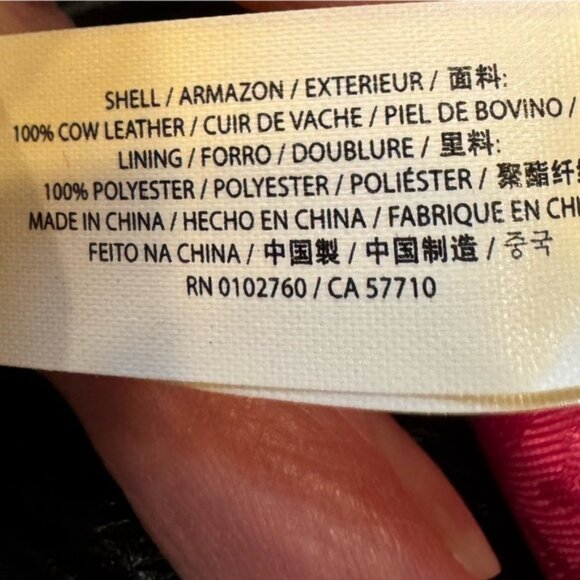 SHELL / ARMAZON / EXTERIEUR / 面料:
100% COW LEATHER / CUIR DE VACHE / PIEL DE BOVINO /
LINING / FORRO / DOUBLURE / 里料:
100% POLYESTER / POLYESTER / POLIÉSTER / 聚酯纤
MADE IN CHINA / HECHO EN CHINA / FABRIQUE EN CHI
FEITO NA CHINA / 中国製 / 中国制造 / 중국
RN 0102760 / CA 57710